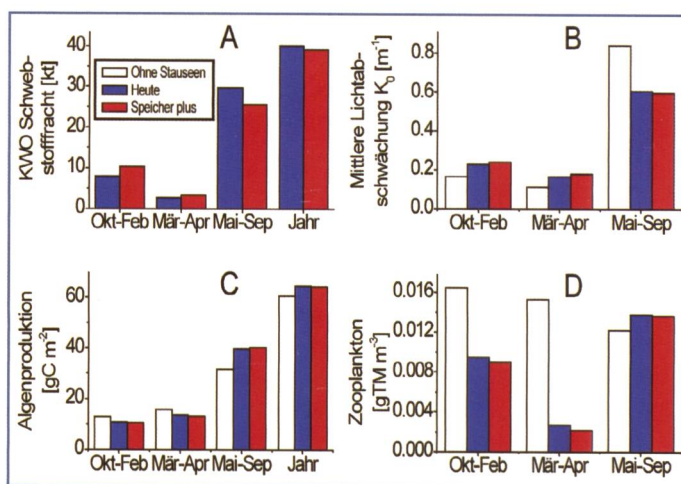 A
KWO Schweb-
stofffracht [kt]
40
30
20
10
0
Ohne Stauseen
Heute
Speicher plus
Okt-Feb Mär-Apr Mai-Sep Jahr
B
Mittlere Lichtab-
schwächung K₀ [m⁻¹]
0.8
0.6
0.4
0.2
0.0
Okt-Feb Mär-Apr Mai-Sep
C
Algenproduktion
[gC m⁻²]
60
40
20
0
Okt-Feb Mär-Apr Mai-Sep Jahr
D
Zooplankton
[gTM m⁻³]
0.016
0.012
0.008
0.004
0.000
Okt-Feb Mär-Apr Mai-Sep